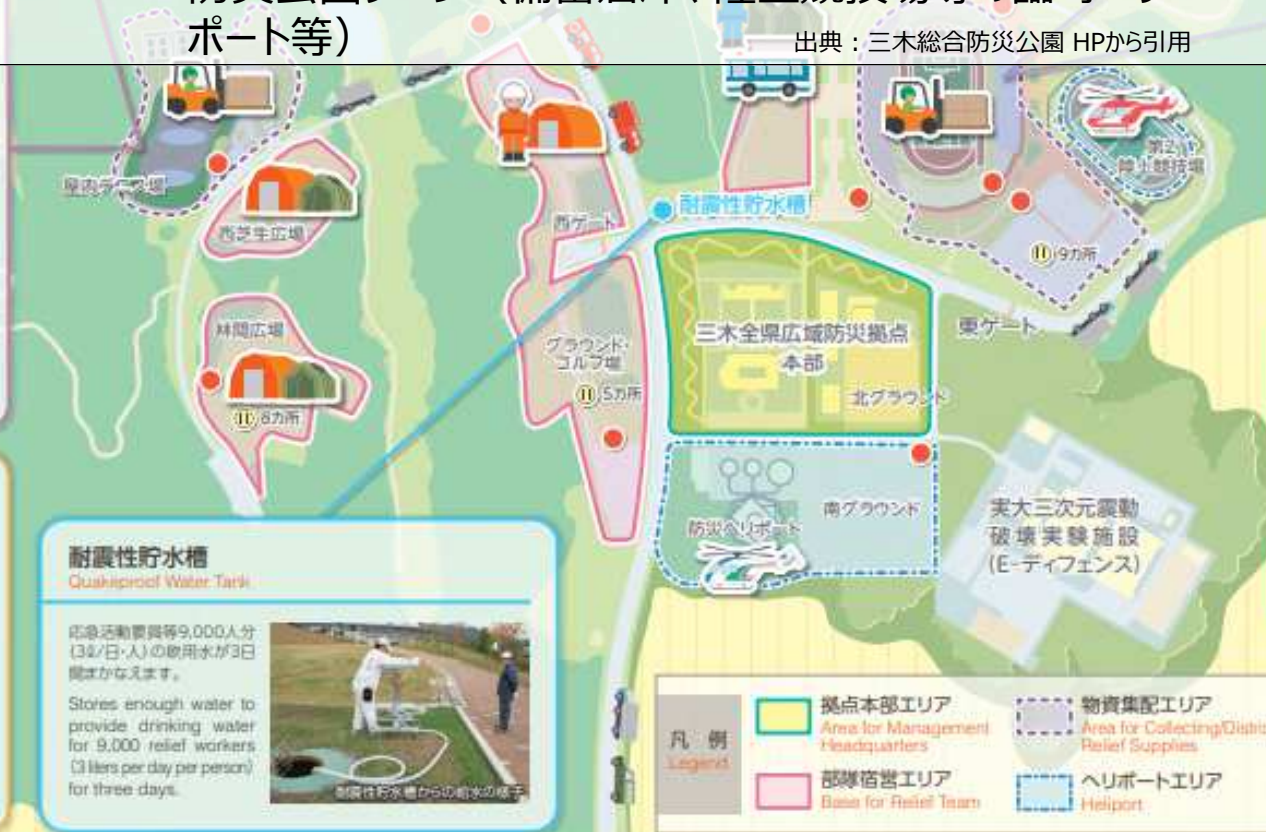 ポート等）
出典：三木総合防災公園 HPから引用
第2
陸上競技場
屋内テニス場
西芝生広場
西ゲート
耐震性貯水槽
9カ所
林間広場
8カ所
グラウンド・
ゴルフ場
5カ所
三木全県広域防災拠点
本部
北グラウンド
東ゲート
防災ヘリポート
南グラウンド
実大三次元震動
破壊実験施設
(E-ディフェンス)
耐震性貯水槽
Quakeproof Water Tank
応急活動要員等9,000人分
(3ℓ/日・人)の飲用水が3日
間まかなえます。
Stores enough water to
provide drinking water
for 9,000 relief workers
(3 liters per day per person)
for three days.
耐震性貯水槽からの給水の様子
凡 例
Legend
拠点本部エリア
Area for Management
Headquarters
部隊宿営エリア
Base for Relief Team
物資集配エリア
Area for Collecting/Distri
Relief Supplies
ヘリポートエリア
Heliport